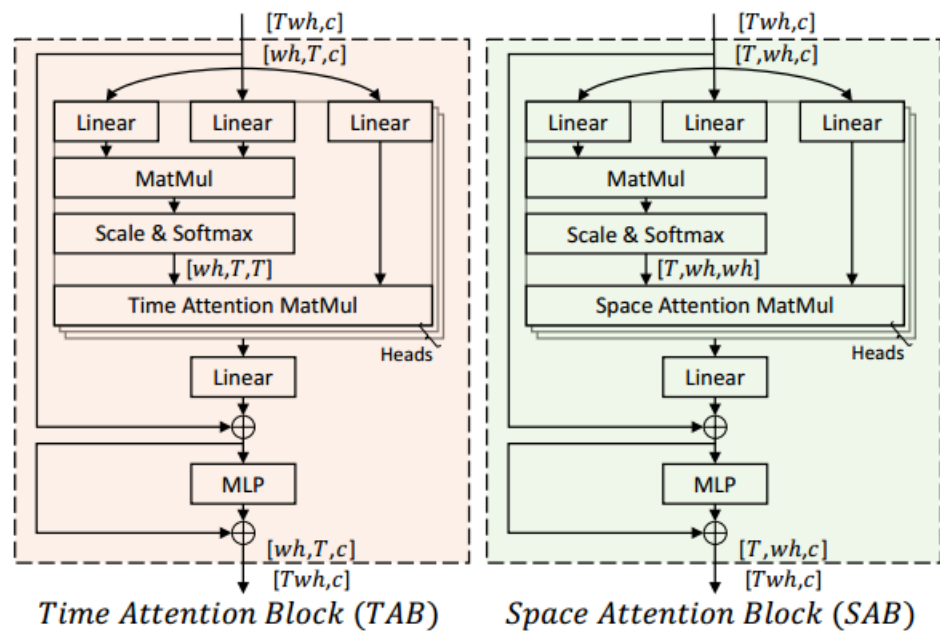 [Twh,c]
[wh,T,c]
Linear
Linear
Linear
MatMul
Scale & Softmax
[wh,T,T]
Time Attention MatMul
Heads
Linear
MLP
[wh,T,c]
[Twh,c]
Time Attention Block (TAB)
[Twh,c]
[T,wh,c]
Linear
Linear
Linear
MatMul
Scale & Softmax
[T,wh,wh]
Space Attention MatMul
Heads
Linear
MLP
[T,wh,c]
[Twh,c]
Space Attention Block (SAB)